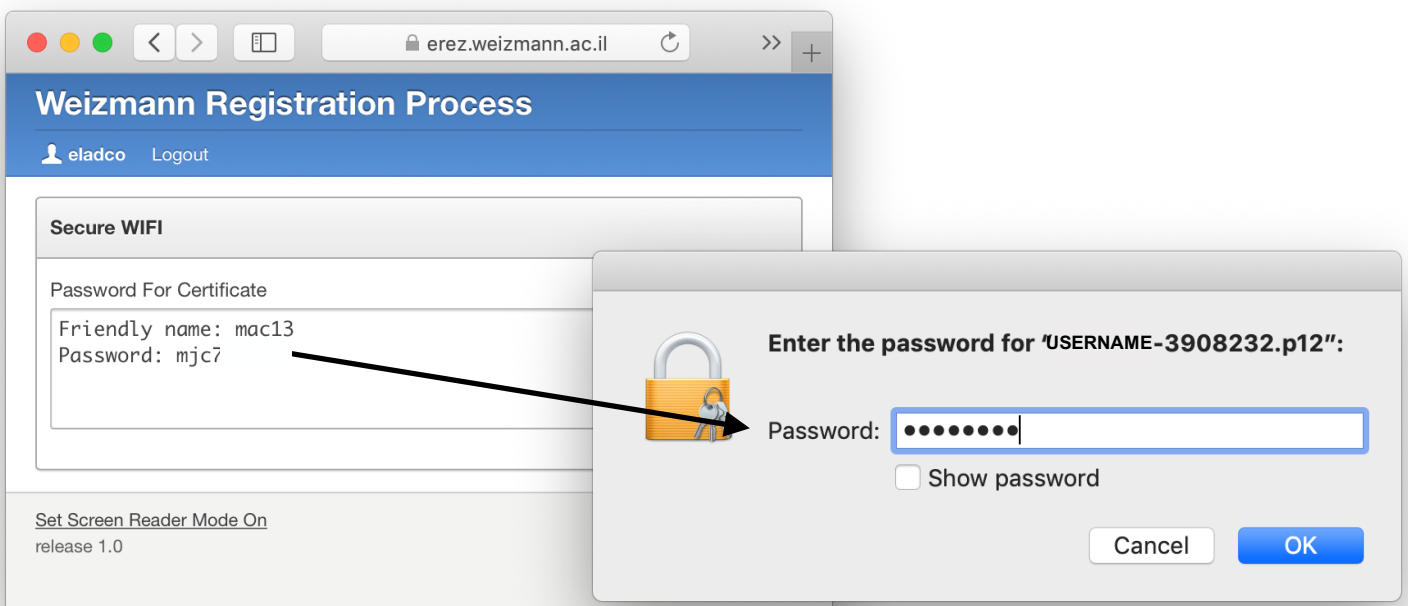 erez.weizmann.ac.il
Weizmann Registration Process
eladco Logout
Secure WIFI
Password For Certificate
Friendly name: mac13
Password: mjc7
Set Screen Reader Mode On
release 1.0
Enter the password for “USERNAME-3908232.p12”:
Password: ••••••••
Show password
Cancel OK